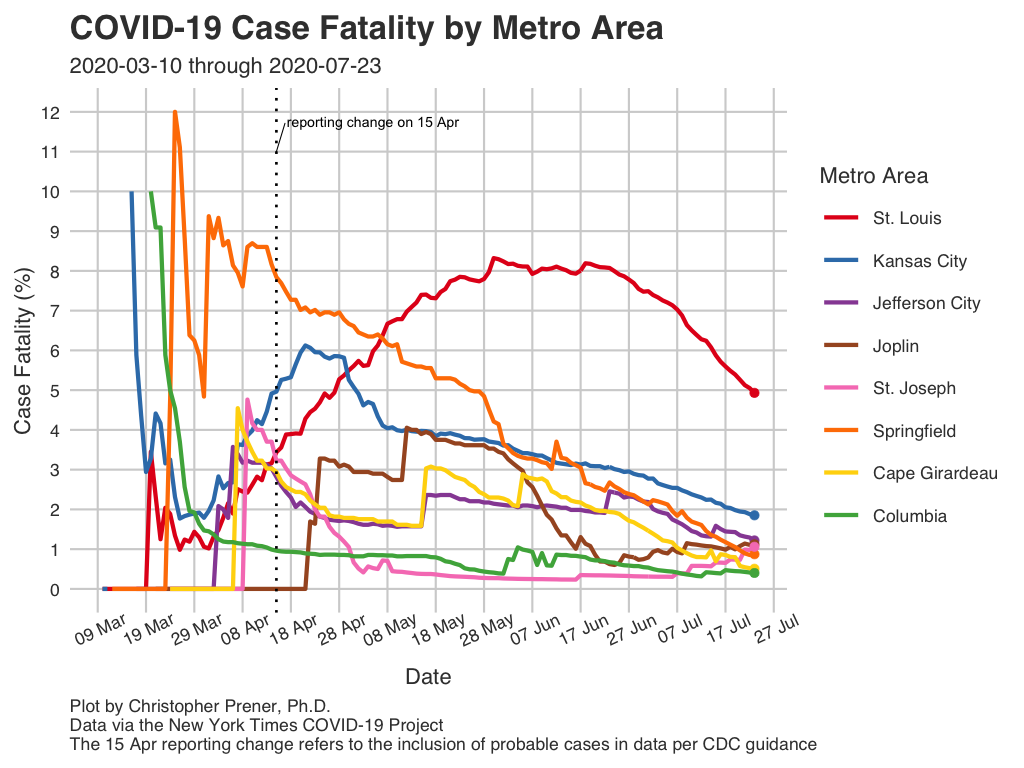 COVID-19 Case Fatality by Metro Area
2020-03-10 through 2020-07-23
reporting change on 15 Apr
Case Fatality (%)
12
11
10
9
8
7
6
5
4
3
2
1
0
09 Mar
19 Mar
29 Mar
08 Apr
18 Apr
28 Apr
08 May
18 May
28 May
07 Jun
17 Jun
27 Jun
07 Jul
17 Jul
27 Jul
Date
Metro Area
St. Louis
Kansas City
Jefferson City
Joplin
St. Joseph
Springfield
Cape Girardeau
Columbia
Plot by Christopher Prener, Ph.D.
Data via the New York Times COVID-19 Project
The 15 Apr reporting change refers to the inclusion of probable cases in data per CDC guidance